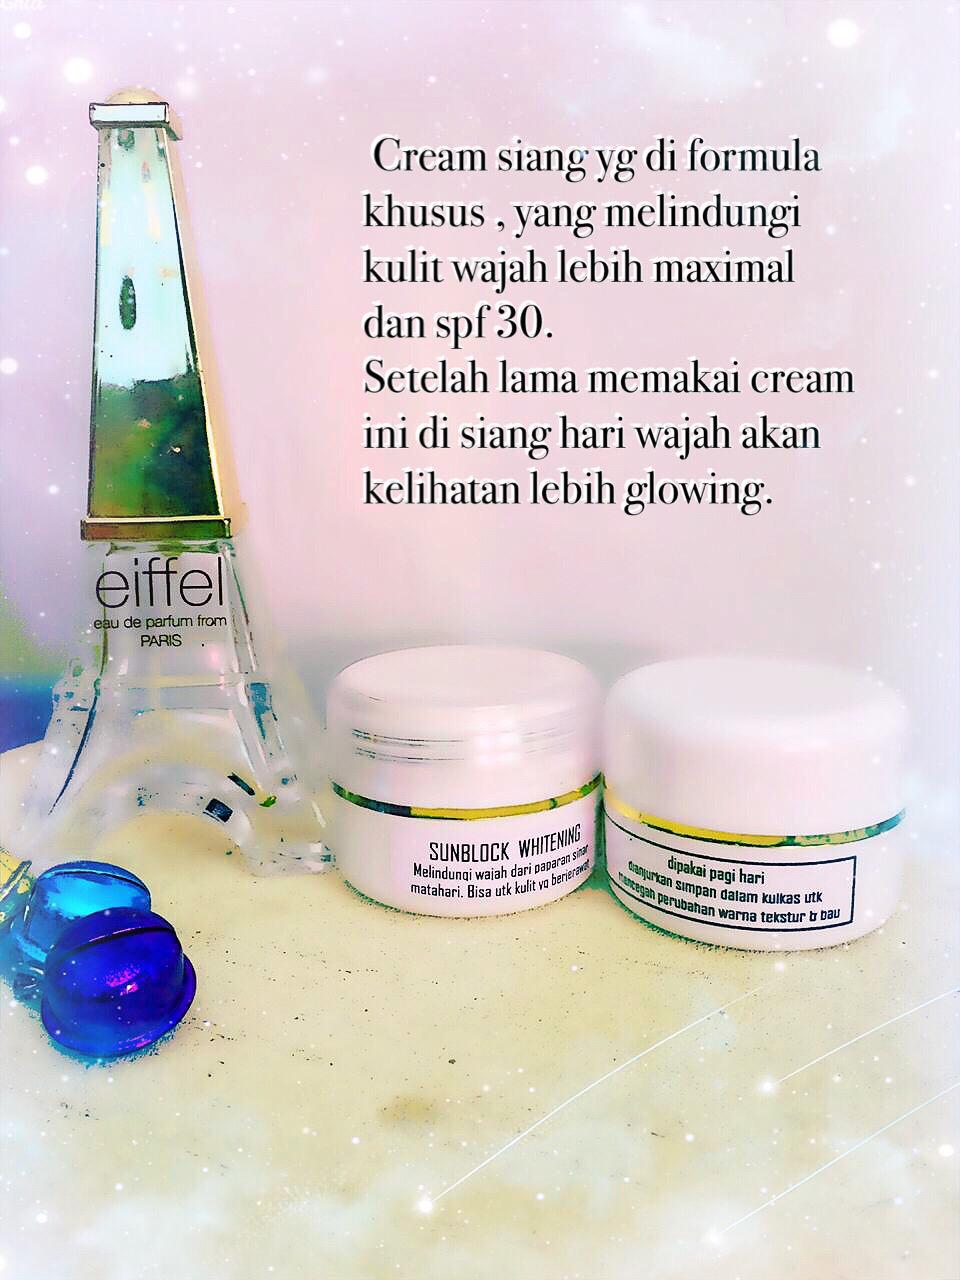 Cream siang yg di formula
khusus , yang melindungi
kulit wajah lebih maximal
dan spf 30.
Setelah lama memakai cream
ini di siang hari wajah akan
kelihatan lebih glowing.
eiffel
eau de parfum from
PARIS
SUNBLOCK WHITENING
Melindungi wajah dari paparan sinar
matahari. Bisa utk kulit yg berjerawat
dipakai pagi hari
dianjurkan simpan dalam kulkas utk
mencegah perubahan warna tekstur & bau